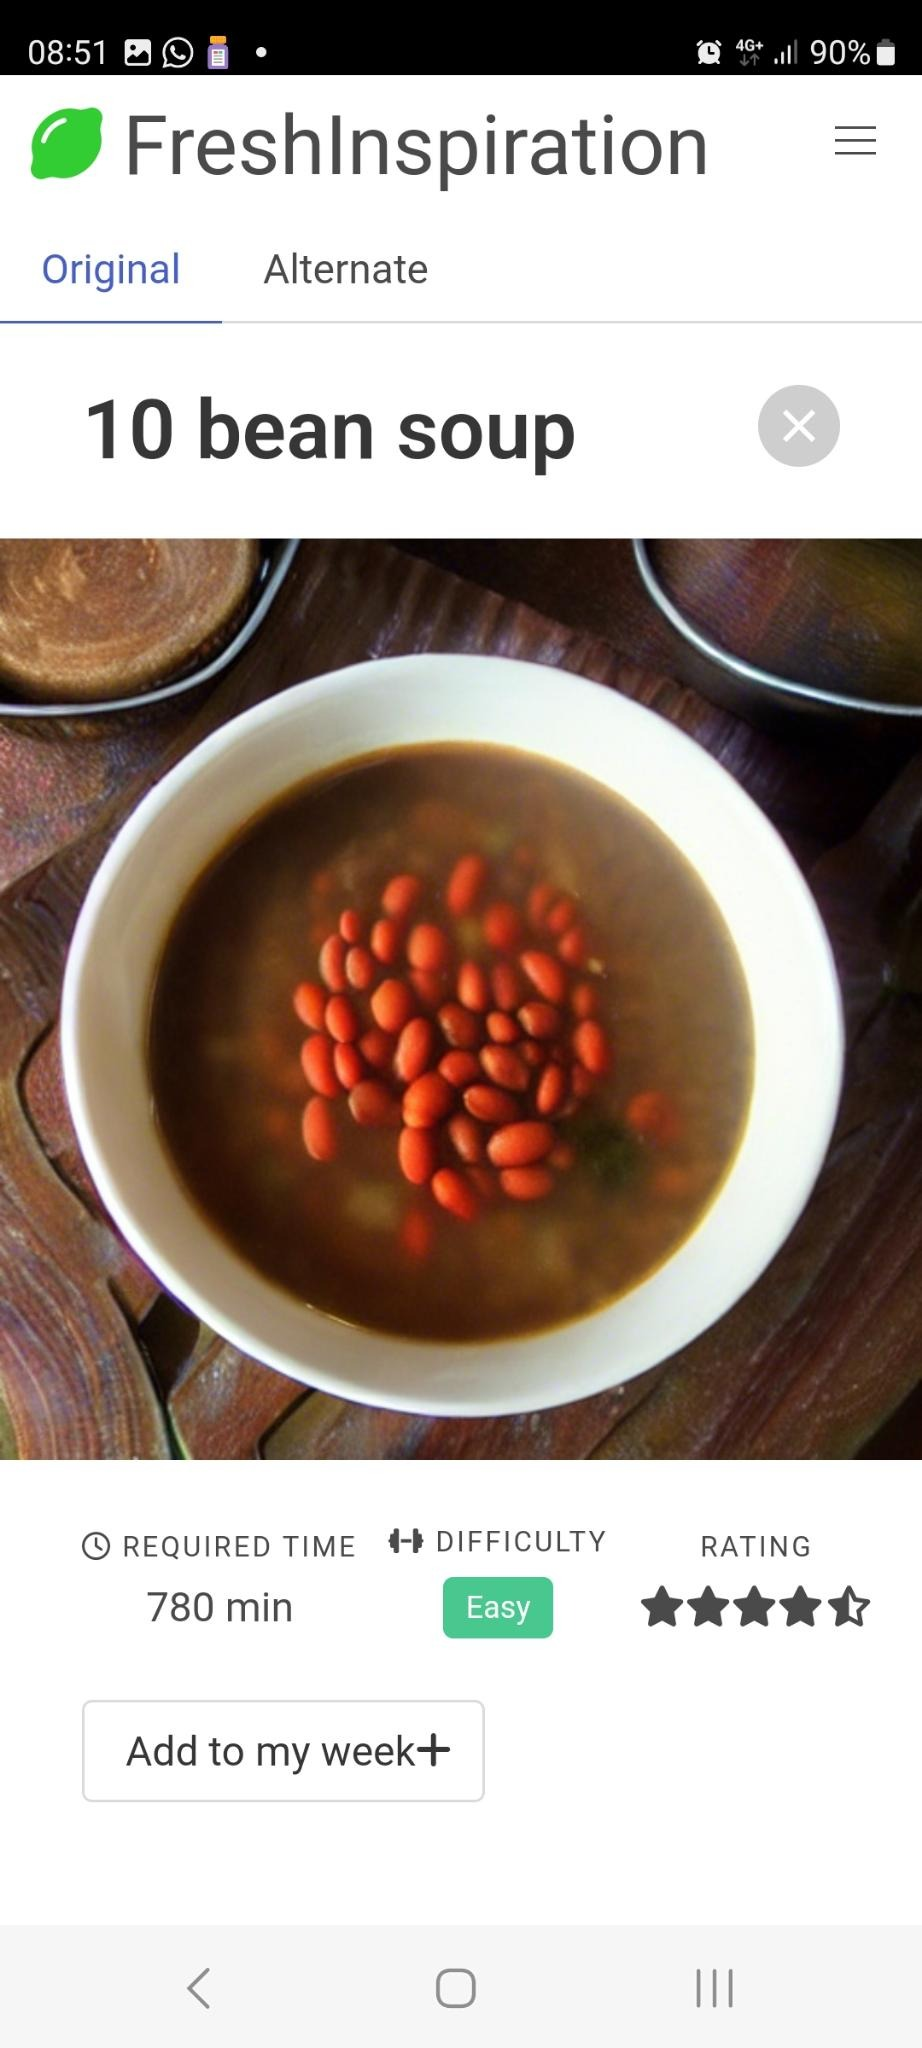 08:51 4G+ 90%
FreshInspiration
Original Alternate
10 bean soup
REQUIRED TIME DIFFICULTY RATING
780 min Easy
Add to my week+